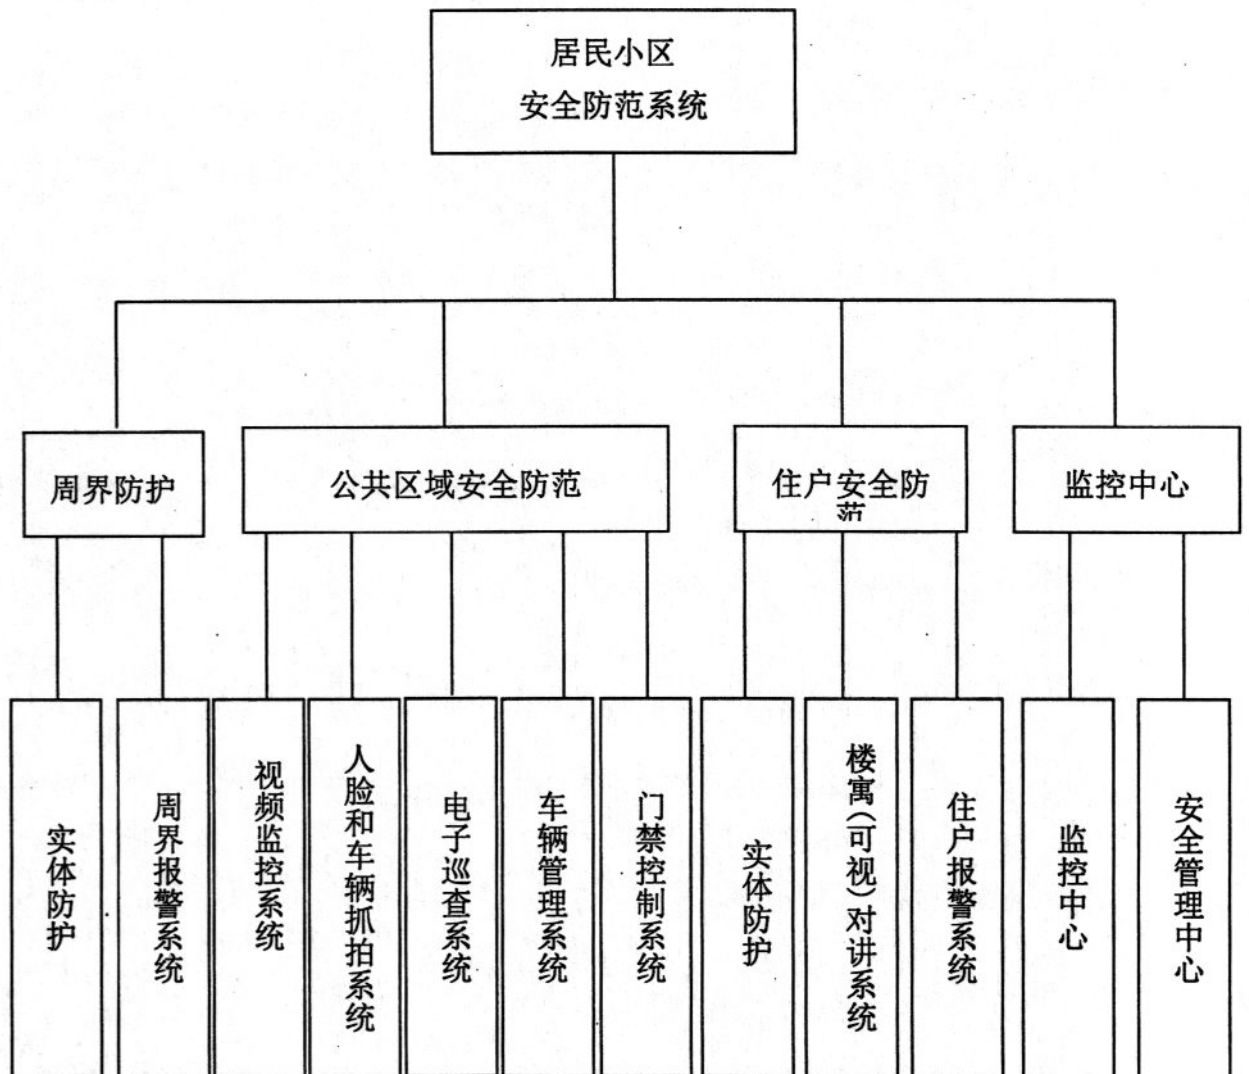 居民小区
安全防范系统
周界防护
公共区域安全防范
住户安全防
范
监控中心
实体防护
周界报警系统
视频监控系统
人脸和车辆抓拍系统
电子巡查系统
车辆管理系统
门禁控制系统
实体防护
楼寓(可视)对讲系统
住户报警系统
监控中心
安全管理中心